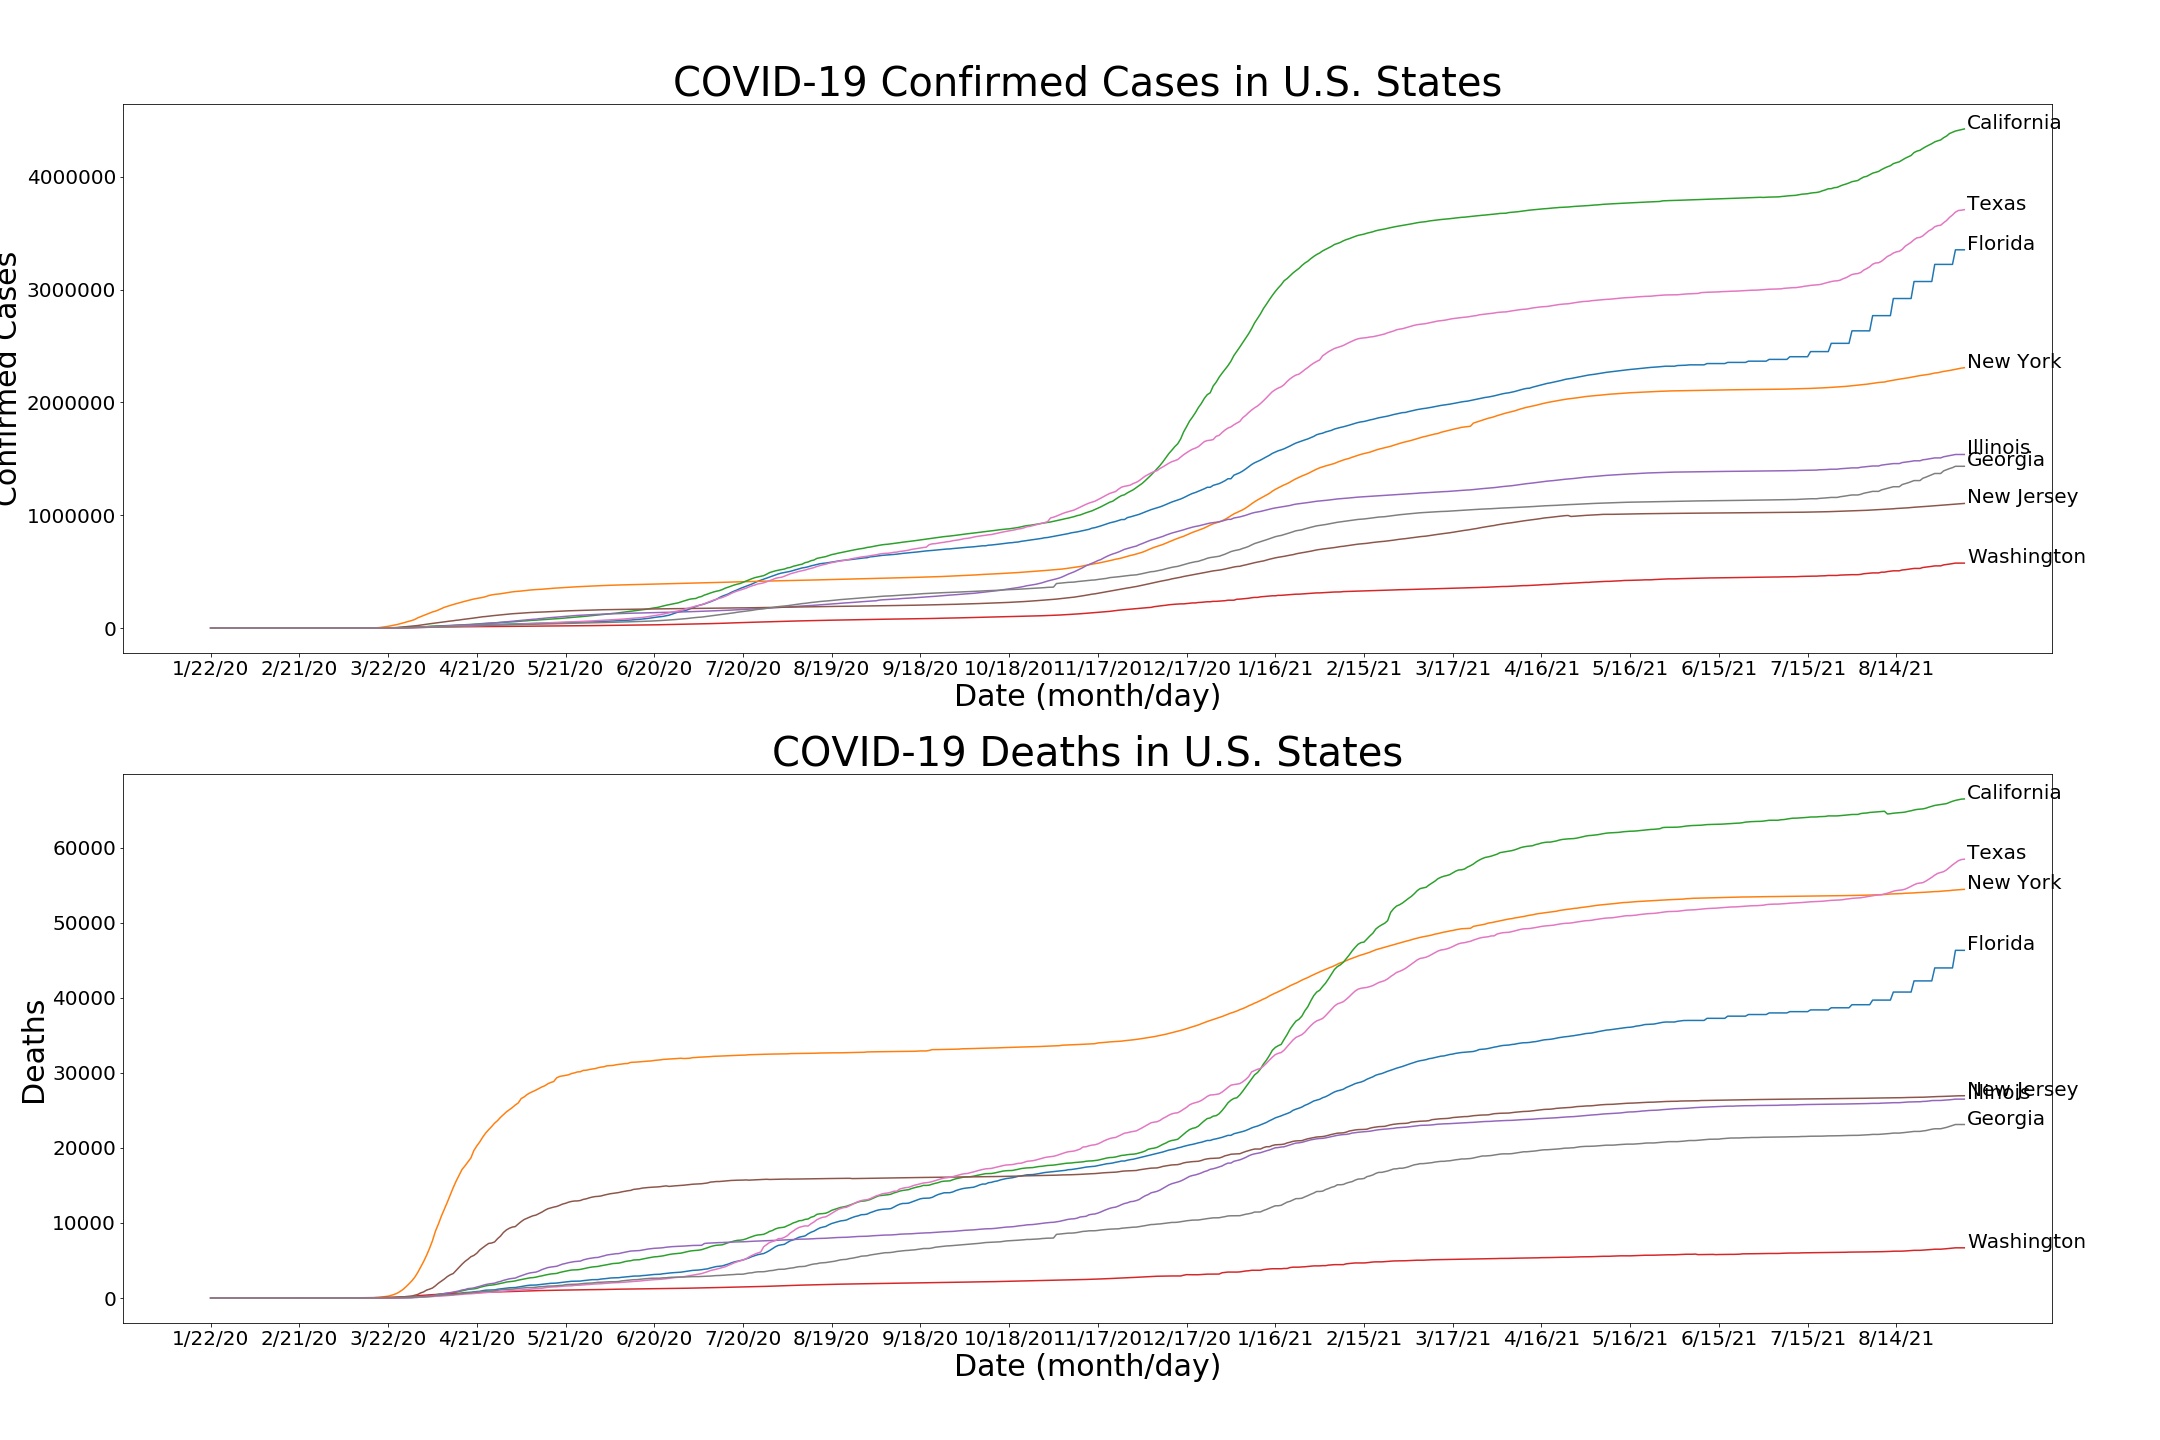 COVID-19 Confirmed Cases in U.S. States
Confirmed Cases
4000000
3000000
2000000
1000000
0
California
Texas
Florida
New York
Illinois
Georgia
New Jersey
Washington
1/22/20 2/21/20 3/22/20 4/21/20 5/21/20 6/20/20 7/20/20 8/19/20 9/18/20 10/18/20 11/17/20 12/17/20 1/16/21 2/15/21 3/17/21 4/16/21 5/16/21 6/15/21 7/15/21 8/14/21
Date (month/day)
COVID-19 Deaths in U.S. States
Deaths
60000
50000
40000
30000
20000
10000
0
California
Texas
New York
Florida
New Jersey
Illinois
Georgia
Washington
1/22/20 2/21/20 3/22/20 4/21/20 5/21/20 6/20/20 7/20/20 8/19/20 9/18/20 10/18/20 11/17/20 12/17/20 1/16/21 2/15/21 3/17/21 4/16/21 5/16/21 6/15/21 7/15/21 8/14/21
Date (month/day)